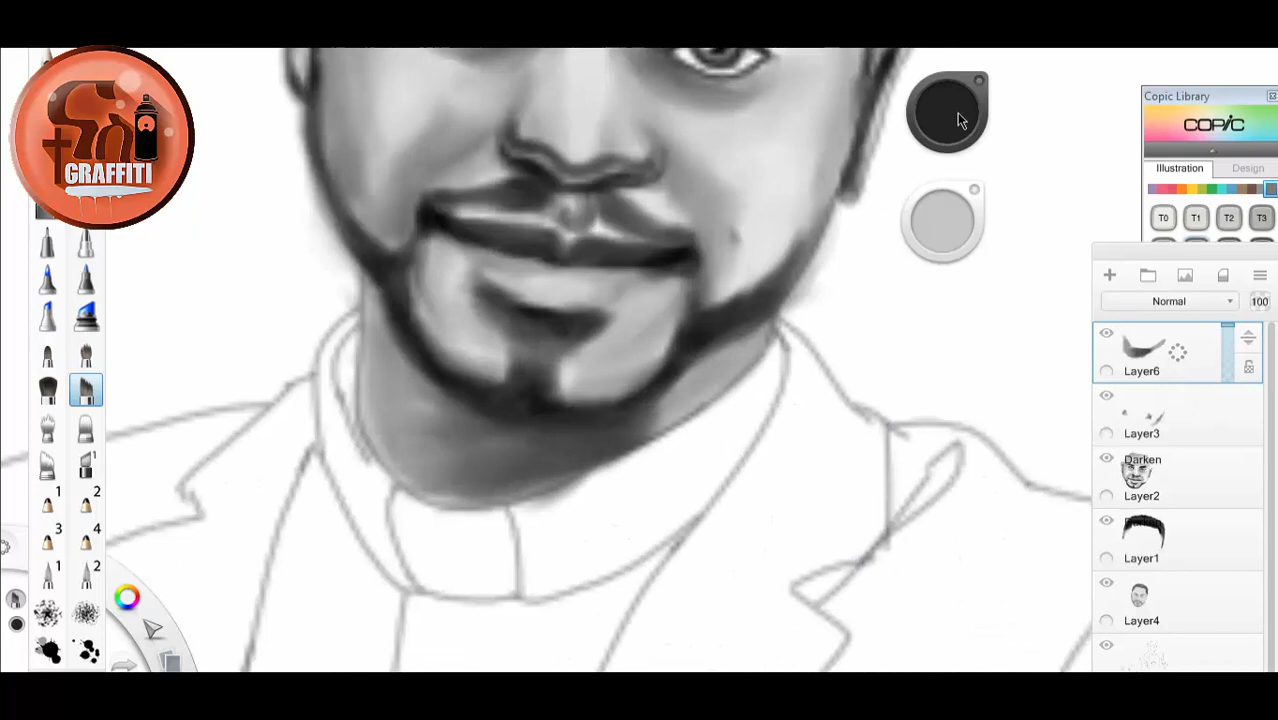 GRAFFITI
Copic Library
COPIC
Illustration
Design
T0
T1
T2
T3
Normal
100
Layer6
Layer3
Darken
Layer2
Layer1
Layer4
1
1
2
3
4
1
2